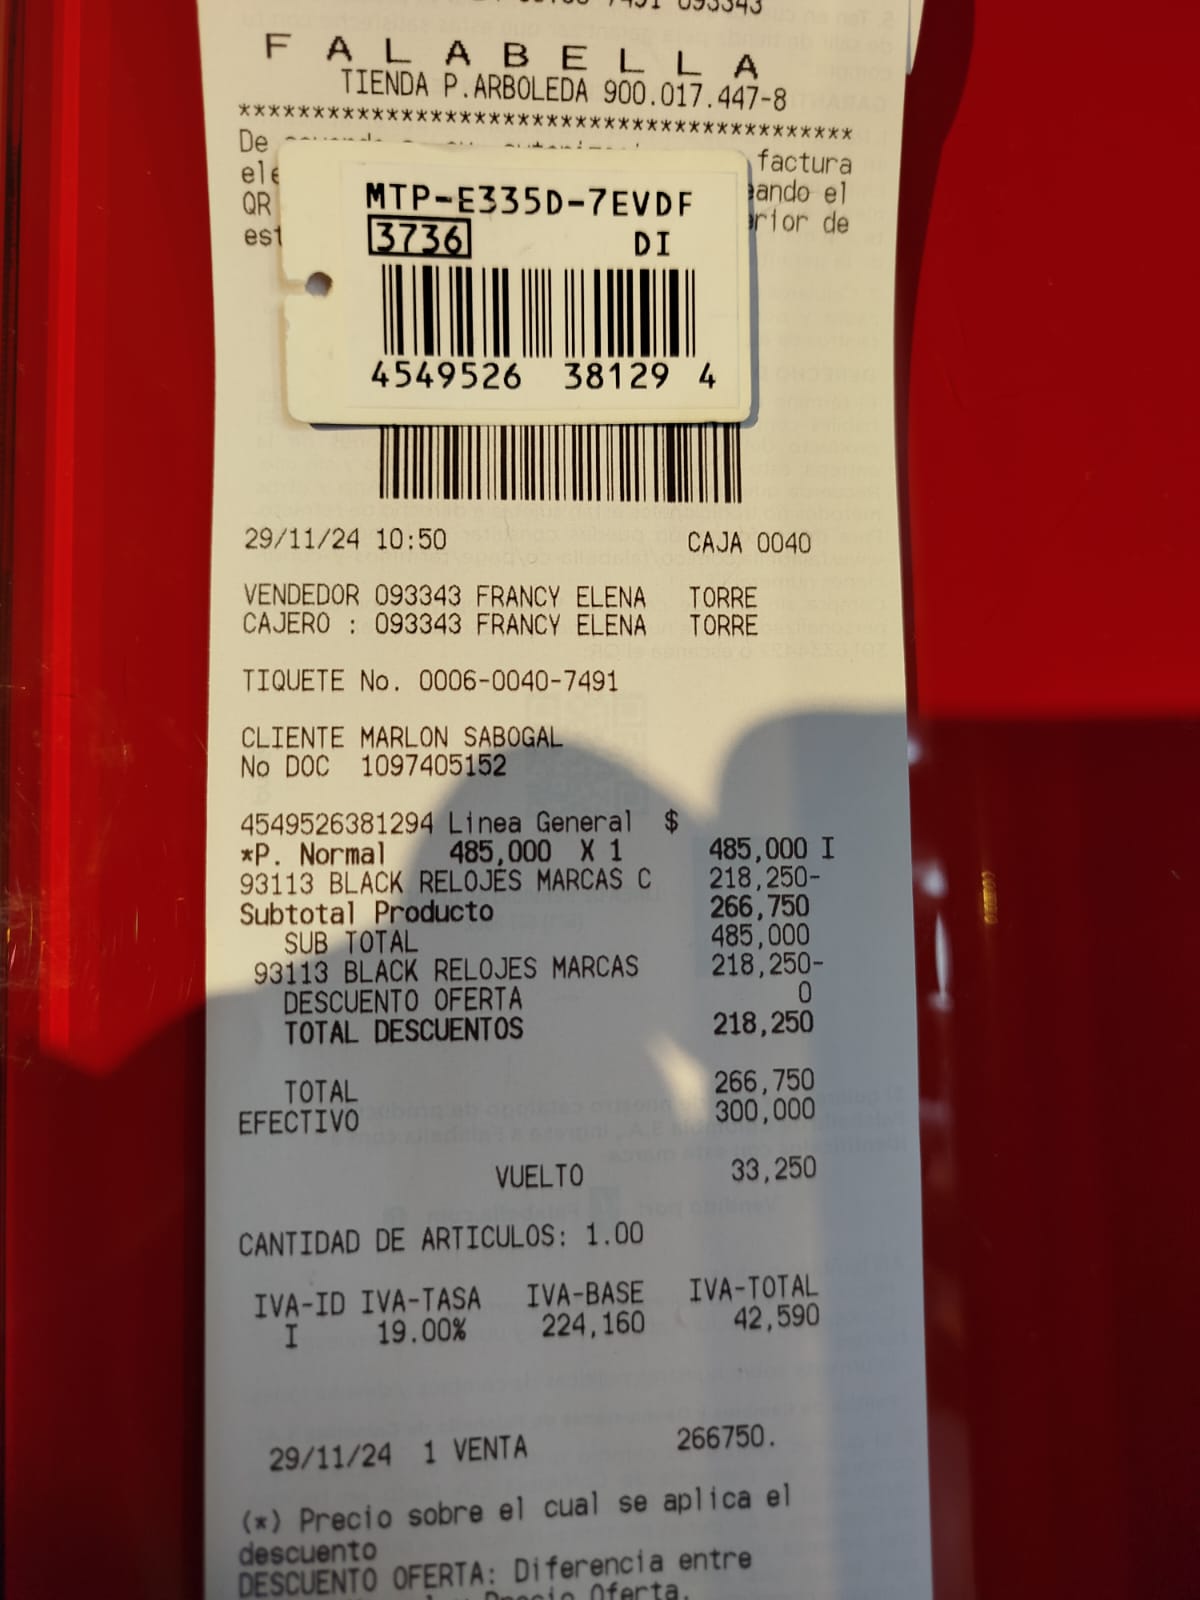 7491 093343
F A L A B E L L A
TIENDA P.ARBOLEDA 900.017.447-8
*****************************************
De factura
el
QR
de
MTP-E335D-7EVDF
3736 DI
4549526 38129 4
29/11/24 10:50 CAJA 0040
VENDEDOR 093343 FRANCY ELENA TORRE
CAJERO : 093343 FRANCY ELENA TORRE
TIQUETE No. 0006-0040-7491
CLIENTE MARLON SABOGAL
No DOC 1097405152
4549526381294 Linea General $
*P. Normal 485,000 X 1 485,000 I
93113 BLACK RELOJES MARCAS C 218,250-
Subtotal Producto 266,750
SUB TOTAL 485,000
93113 BLACK RELOJES MARCAS 218,250-
DESCUENTO OFERTA 0
TOTAL DESCUENTOS 218,250
TOTAL 266,750
EFECTIVO 300,000
VUELTO 33,250
CANTIDAD DE ARTICULOS: 1.00
IVA-ID IVA-TASA IVA-BASE IVA-TOTAL
I 19.00% 224,160 42,590
29/11/24 1 VENTA 266750.
(*) Precio sobre el cual se aplica el
descuento
DESCUENTO OFERTA: Diferencia entre
Precio Oferta.